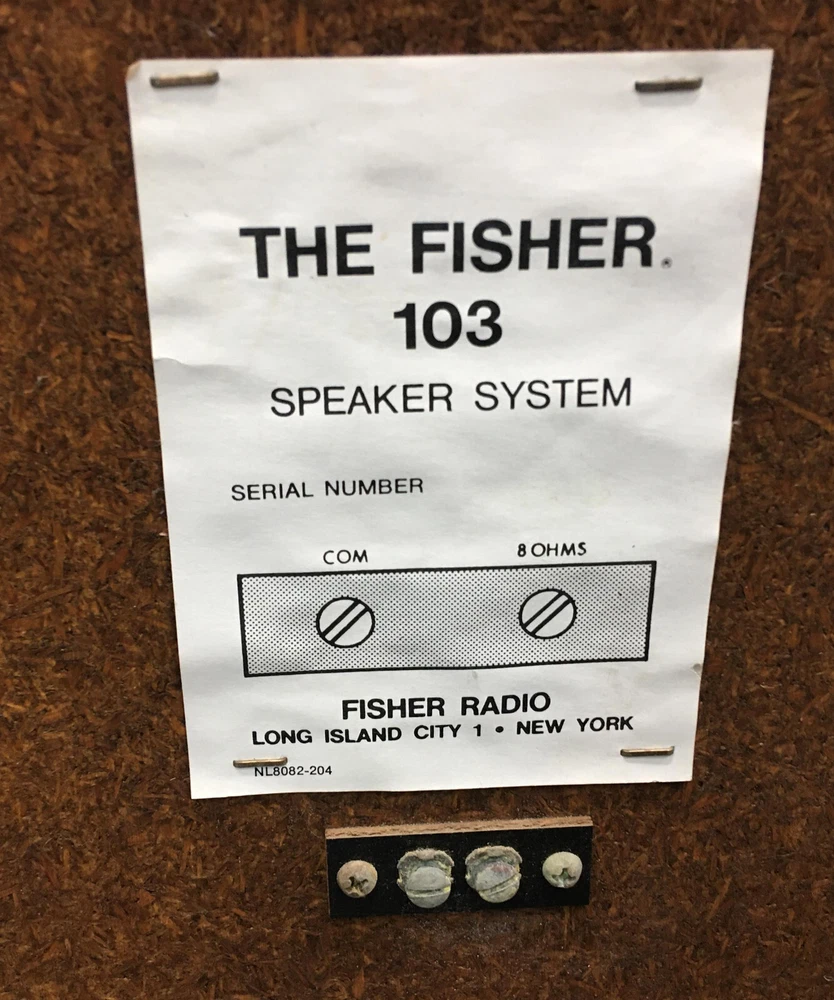 THE FISHER®
103
SPEAKER SYSTEM
SERIAL NUMBER
COM 8 OHMS
FISHER RADIO
LONG ISLAND CITY 1 • NEW YORK
NL8082-204